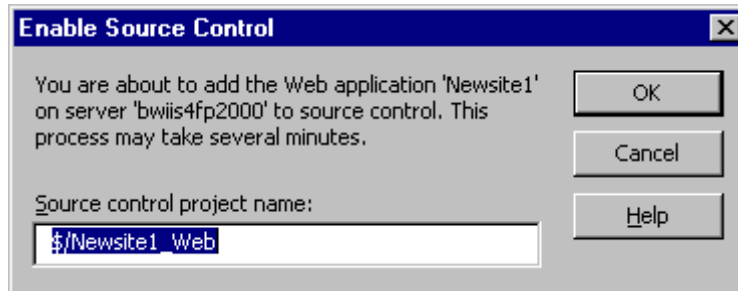 Enable Source Control
You are about to add the Web application 'Newsite1'
on server 'bwiis4fp2000' to source control. This
process may take several minutes.
OK
Cancel
Source control project name:
Help
$/Newsite1_Web